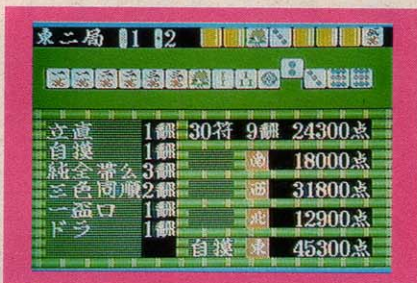 東二局 1 2
立直 1飜 30符 9飜 24300点
自摸 1飜 南 18000点
純全帯公 3飜 西 31800点
三色同順 2飜 北 12900点
一盃口 1飜 自摸 東 45300点
ドラ 1飜